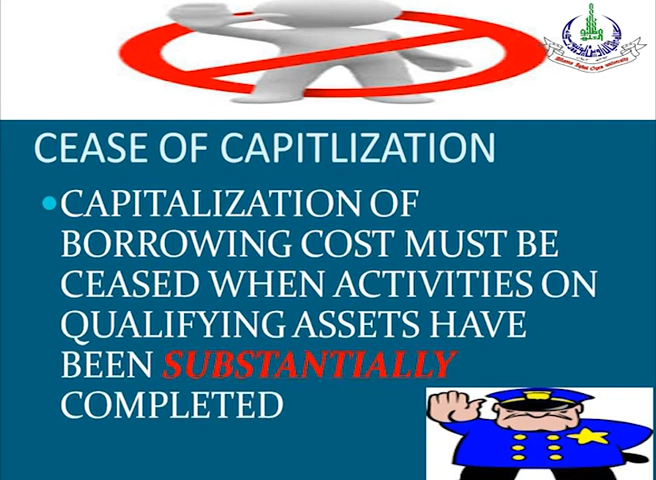 CEASE OF CAPITLIZATION
CAPITALIZATION OF
BORROWING COST MUST BE
CEASED WHEN ACTIVITIES ON
QUALIFYING ASSETS HAVE
BEEN SUBSTANTIALLY
COMPLETED